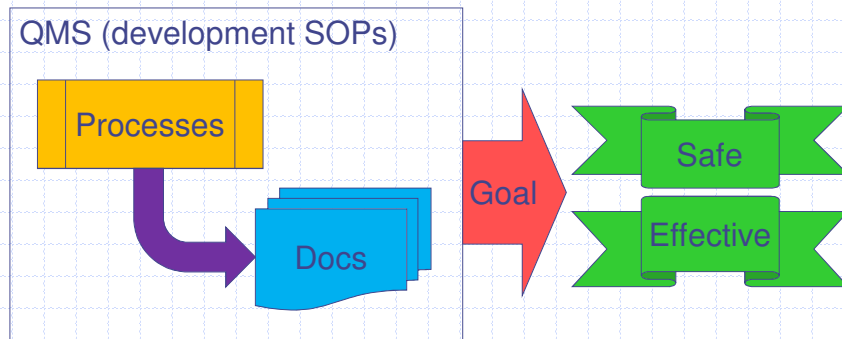 QMS (development SOPs)
Processes
Docs
Goal
Safe
Effective